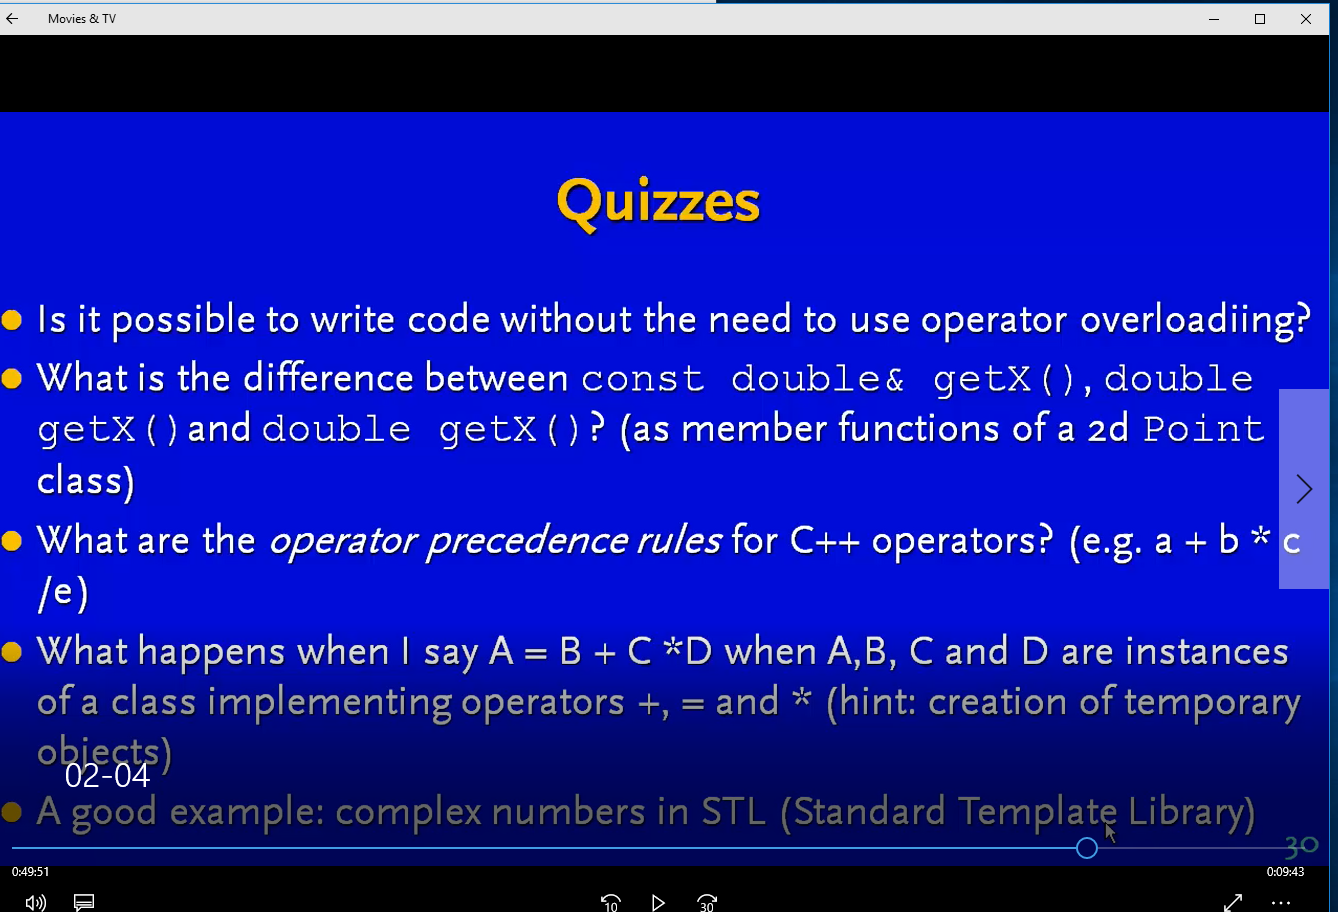 Movies & TV
Quizzes
Is it possible to write code without the need to use operator overloadiing?
What is the difference between const double& getX(), double
getX() and double getX()? (as member functions of a 2d Point
class)
What are the operator precedence rules for C++ operators? (e.g. a + b * c
/e)
What happens when I say A = B + C *D when A,B, C and D are instances
of a class implementing operators +, = and * (hint: creation of temporary
objects)
02-04
A good example: complex numbers in STL (Standard Template Library)
30
0:49:51
0:09:43
10
30